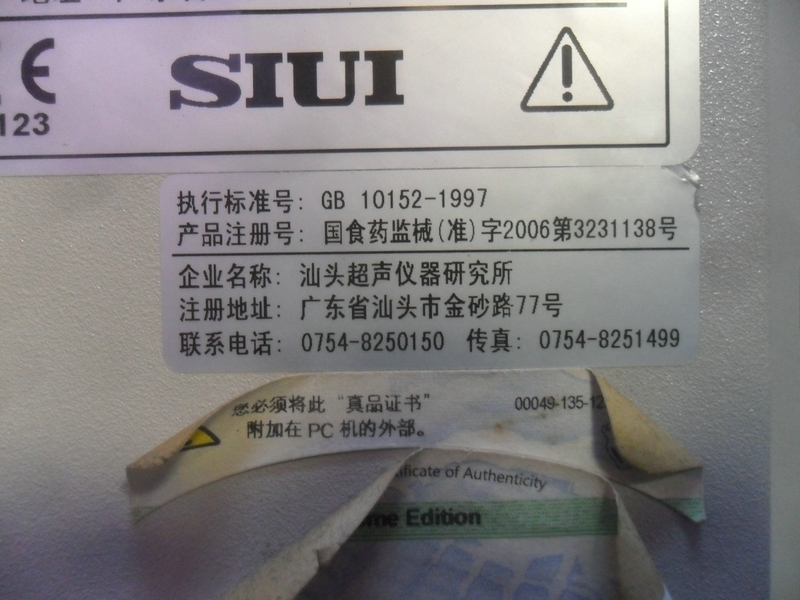 CE
123
SIUI
执行标准号: GB 10152-1997
产品注册号: 国食药监械(准)字2006第3231138号
企业名称: 汕头超声仪器研究所
注册地址: 广东省汕头市金砂路77号
联系电话: 0754-8250150 传真: 0754-8251499
您必须将此“真品证书” 00049-135-12
附加在 PC 机的外部。
ificate of Authenticity
me Edition